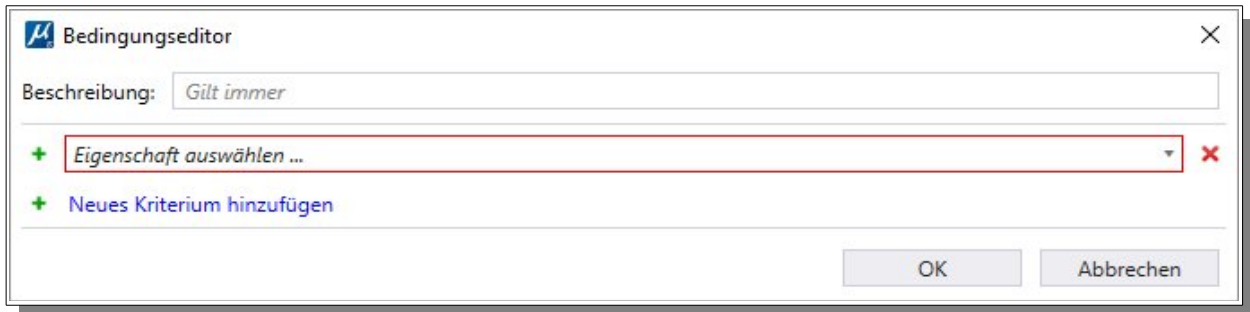 Bedingungseditor
Beschreibung: Gilt immer
Eigenschaft auswählen ...
Neues Kriterium hinzufügen
OK Abbrechen